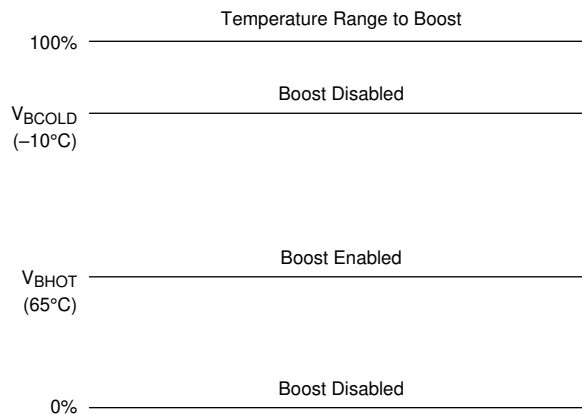 Temperature Range to Boost
100%
Boost Disabled
VBCOLD
(–10°C)
Boost Enabled
VBHOT
(65°C)
Boost Disabled
0%